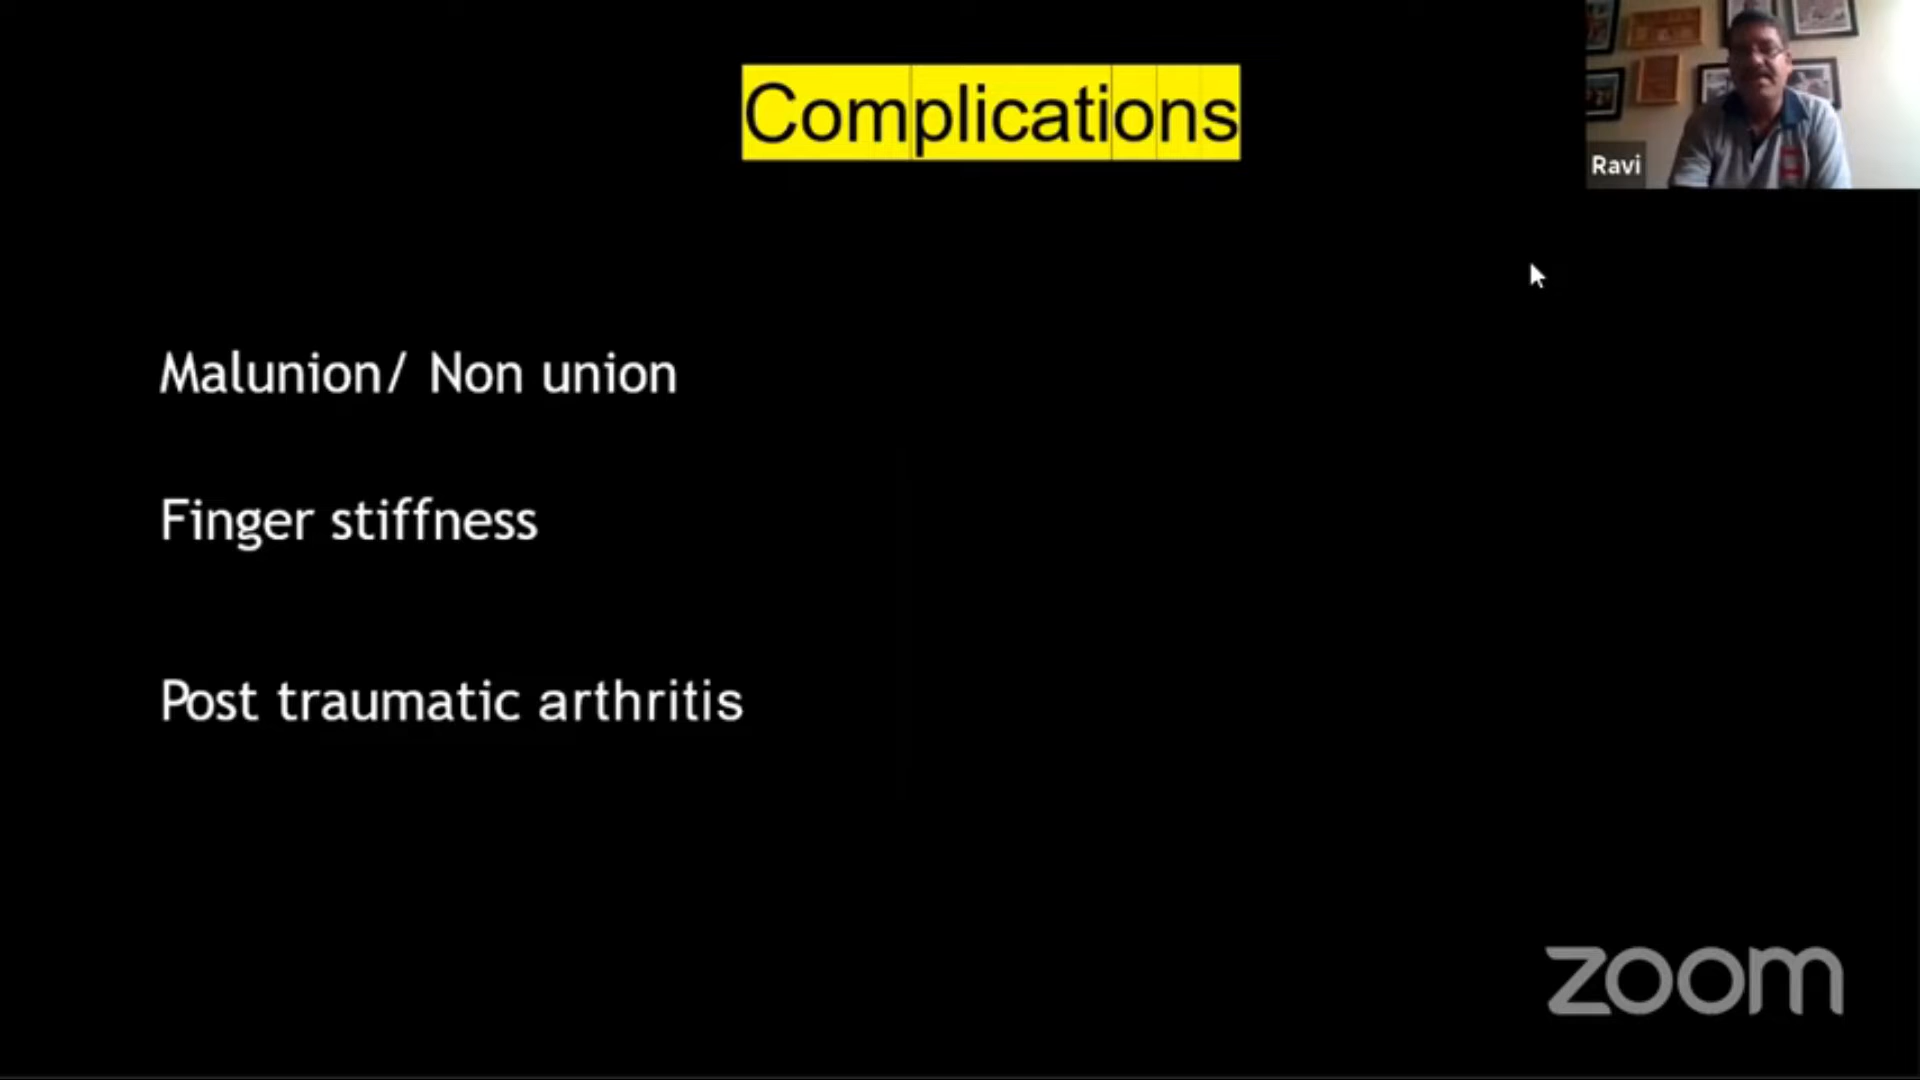 Complications
Ravi
Malunion/ Non union
Finger stiffness
Post traumatic arthritis
zoom